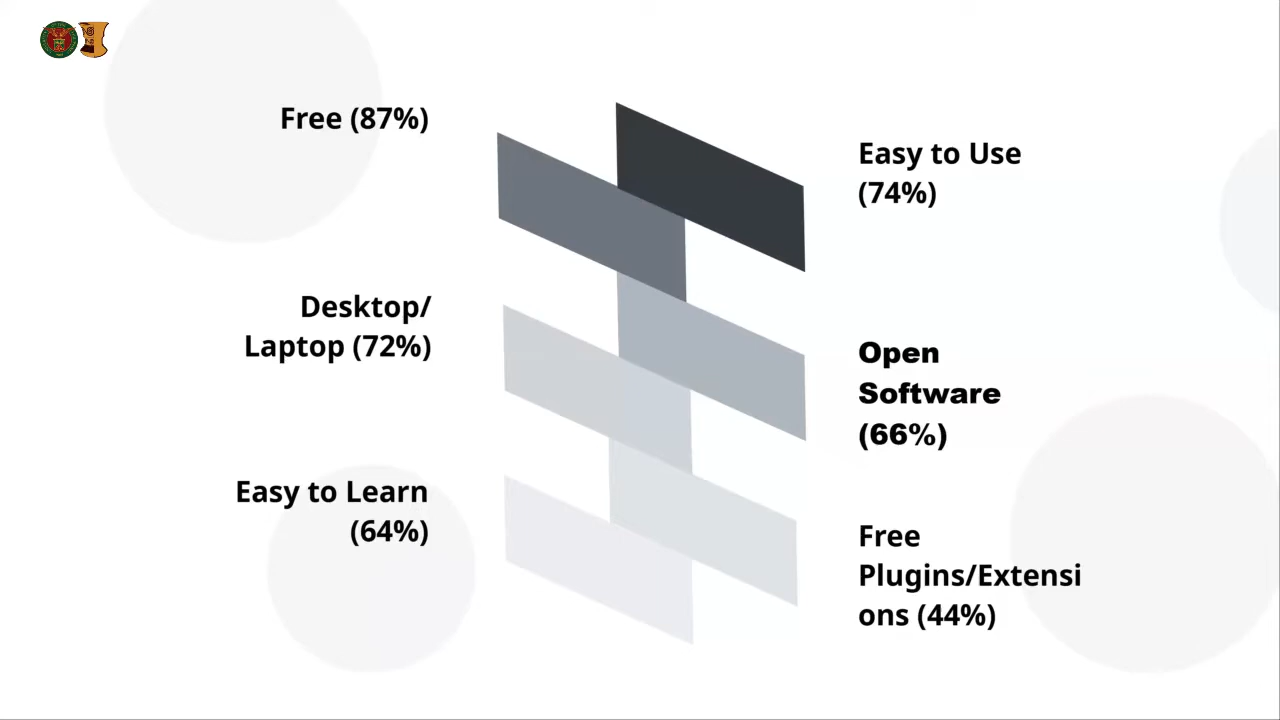 Free (87%)
Easy to Use
(74%)
Desktop/
Laptop (72%)
Open
Software
(66%)
Easy to Learn
(64%)
Free
Plugins/Extensi
ons (44%)